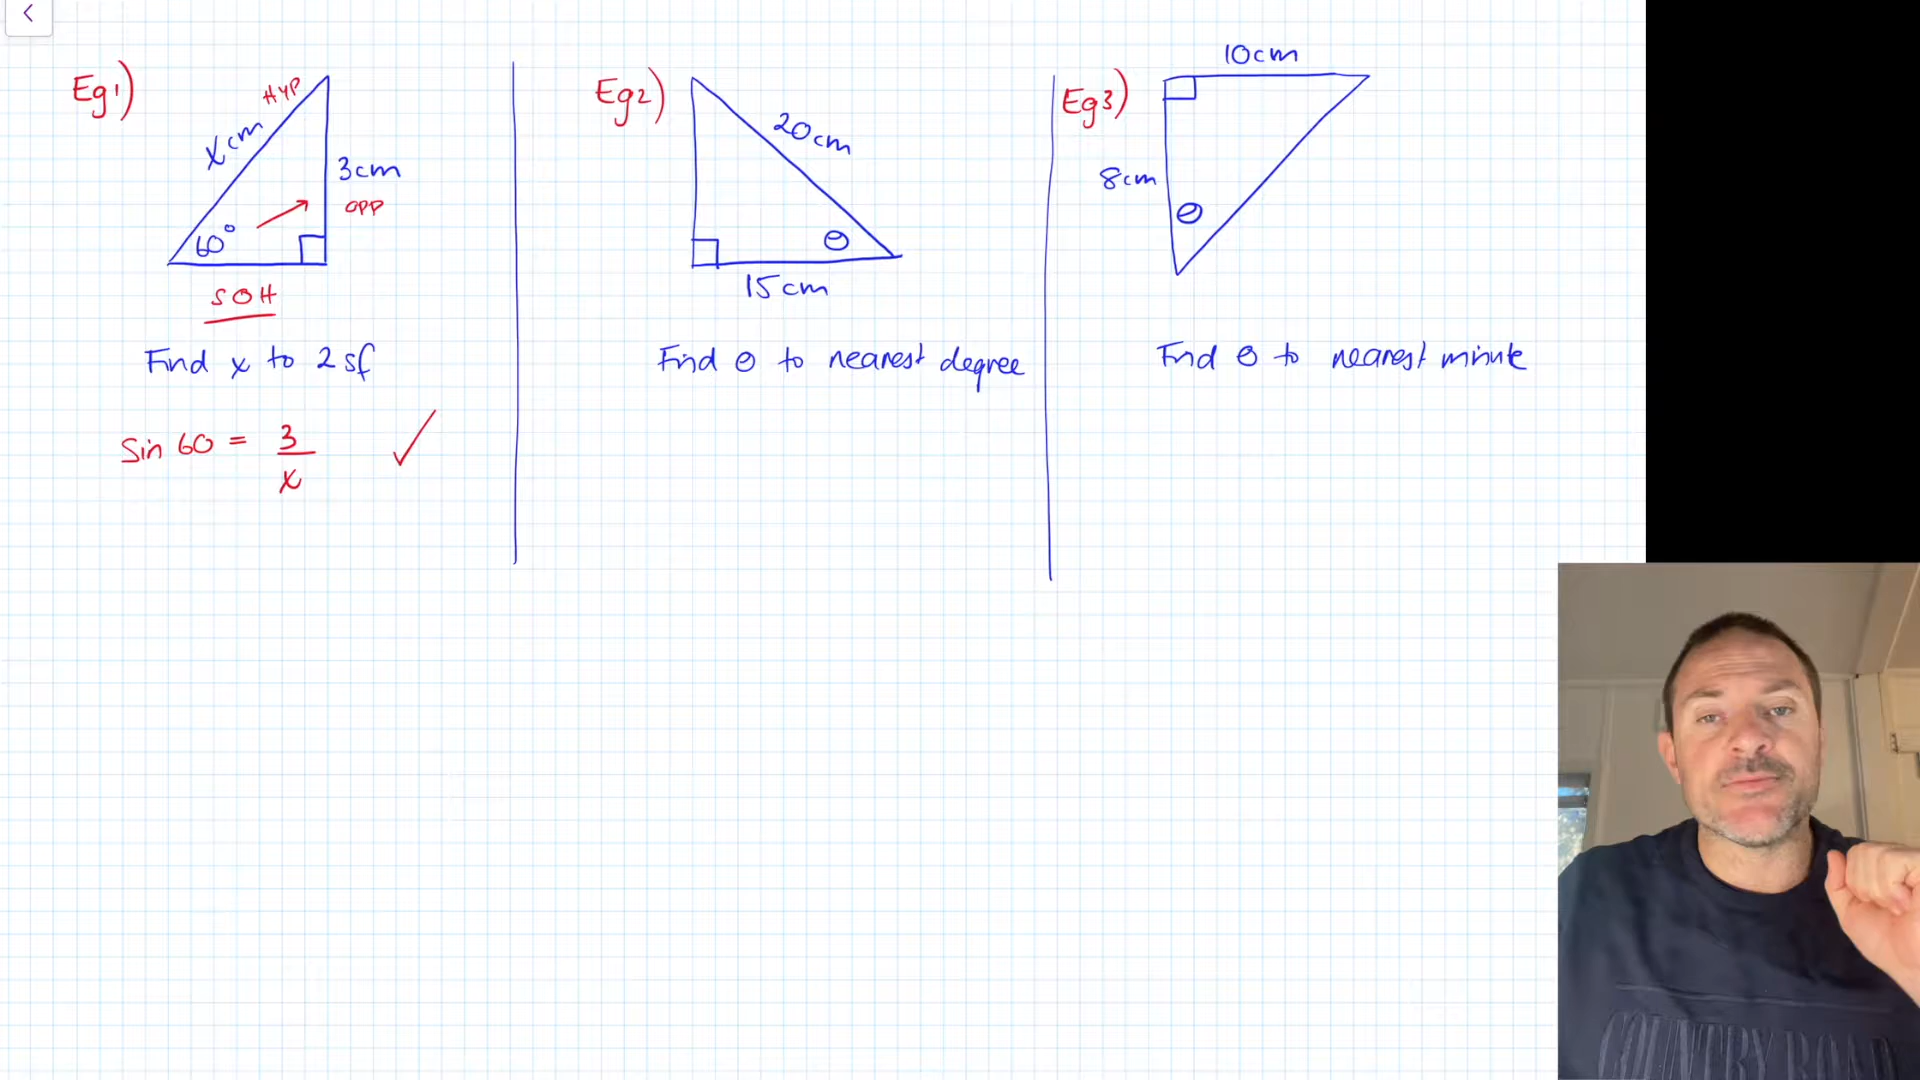 Eg1)
HYP
x cm
3cm
OPP
60°
SOH
Find x to 2 sf
Sin 60 = 3/x
Eg2)
20cm
θ
15cm
Find θ to nearest degree
Eg3)
10cm
8cm
θ
Find θ to nearest minute